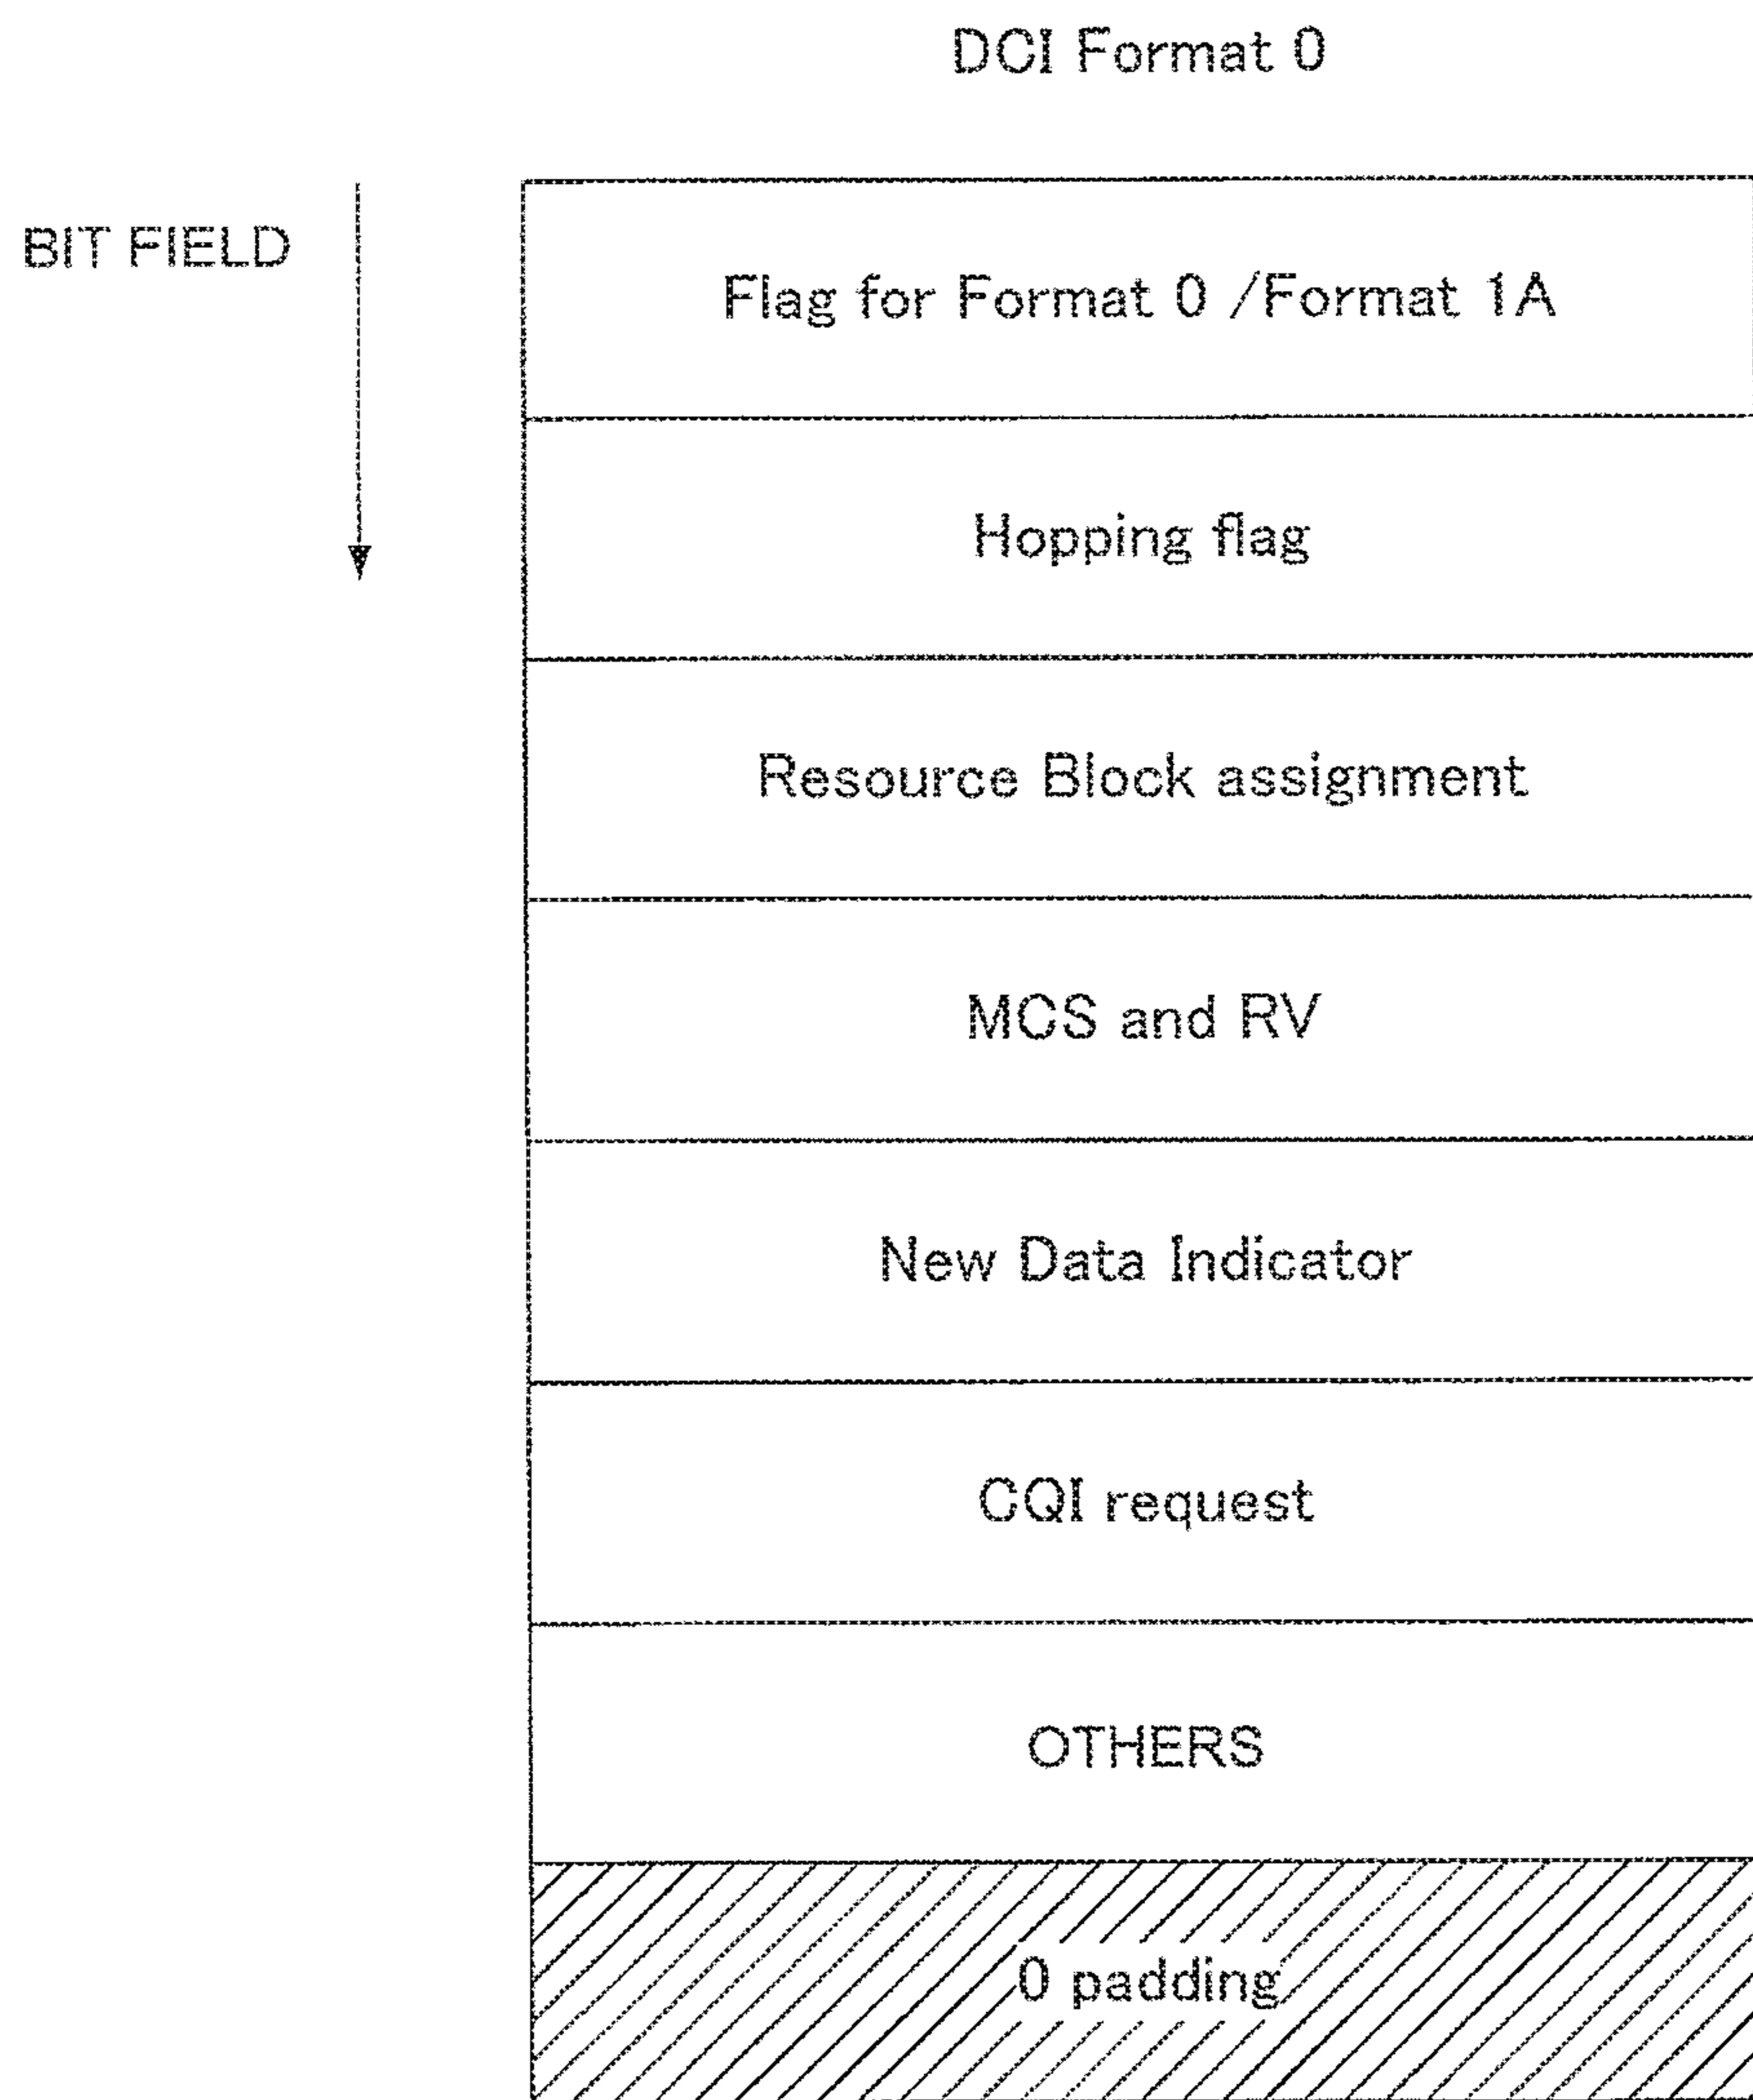 DCI Format 0
BIT FIELD
Flag for Format 0 /Format 1A
Hopping flag
Resource Block assignment
MCS and RV
New Data Indicator
CQI request
OTHERS
0 padding